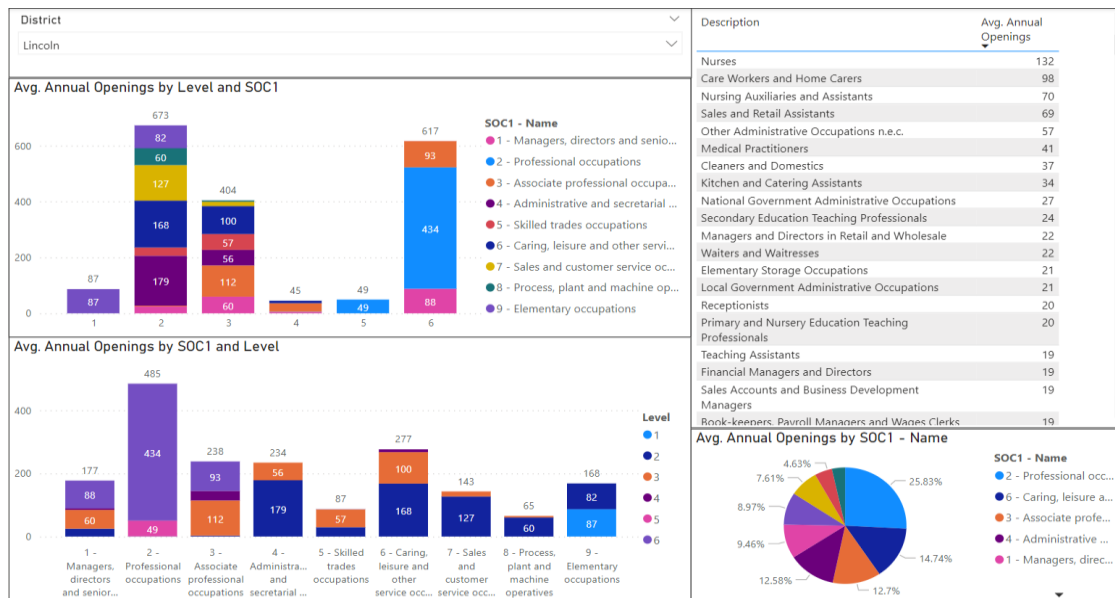 District
Lincoln
Avg. Annual Openings by Level and SOC1
673
617
404
87
45
49
600
400
200
0
82
60
127
168
179
100
57
56
112
60
87
49
93
434
88
1
2
3
4
5
6
SOC1 - Name
1 - Managers, directors and senio...
2 - Professional occupations
3 - Associate professional occupa...
4 - Administrative and secretarial ...
5 - Skilled trades occupations
6 - Caring, leisure and other servi...
7 - Sales and customer service oc...
8 - Process, plant and machine op...
9 - Elementary occupations
Avg. Annual Openings by SOC1 and Level
400
200
0
177
485
238
234
87
277
143
65
168
88
60
434
49
93
112
56
179
57
100
168
127
60
82
87
1 -
Managers,
directors
and senior...
2 -
Professional
occupations
3 -
Associate
professional
occupations
4 -
Administra...
and
secretarial ...
5 - Skilled
trades
occupations
6 - Caring,
leisure and
other
service occ...
7 - Sales
and
customer
service occ...
8 - Process,
plant and
machine
operatives
9 -
Elementary
occupations
Level
1
2
3
4
5
6
Description Avg. Annual
Openings
Nurses 132
Care Workers and Home Carers 98
Nursing Auxiliaries and Assistants 70
Sales and Retail Assistants 69
Other Administrative Occupations n.e.c. 57
Medical Practitioners 41
Cleaners and Domestics 37
Kitchen and Catering Assistants 34
National Government Administrative Occupations 27
Secondary Education Teaching Professionals 24
Managers and Directors in Retail and Wholesale 22
Waiters and Waitresses 22
Elementary Storage Occupations 21
Local Government Administrative Occupations 21
Receptionists 20
Primary and Nursery Education Teaching 20
Professionals
Teaching Assistants 19
Financial Managers and Directors 19
Sales Accounts and Business Development 19
Managers
Book-keepers, Payroll Managers and Wages Clerks 19
Avg. Annual Openings by SOC1 - Name
4.63%
7.61%
8.97%
9.46%
12.58%
12.7%
14.74%
25.83%
SOC1 - Name
2 - Professional occ...
6 - Caring, leisure a...
3 - Associate profe...
4 - Administrative ...
1 - Managers, direc...